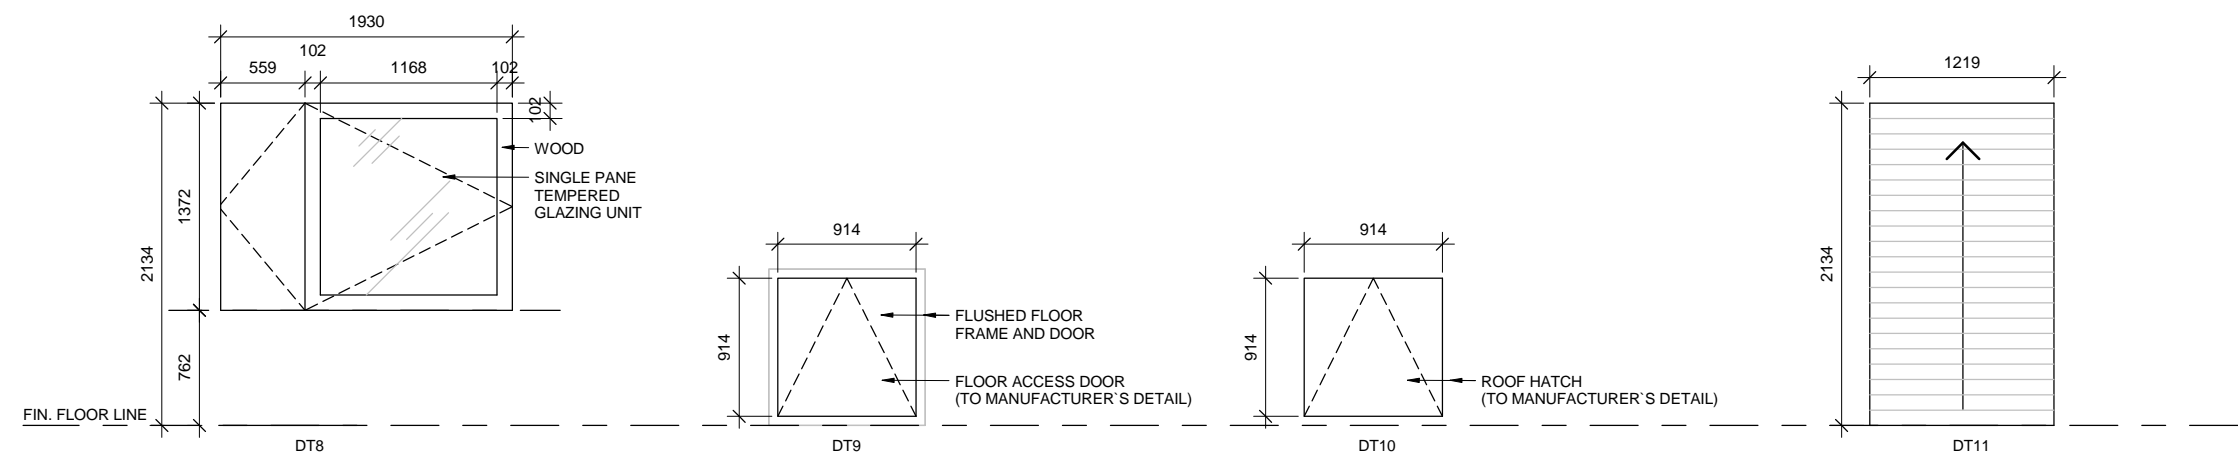 1930
102
559
1168
102
102
WOOD
SINGLE PANE
TEMPERED
GLAZING UNIT
1372
2134
762
FIN. FLOOR LINE
DT8
914
914
FLUSHED FLOOR
FRAME AND DOOR
FLOOR ACCESS DOOR
(TO MANUFACTURER`S DETAIL)
DT9
914
914
ROOF HATCH
(TO MANUFACTURER`S DETAIL)
DT10
1219
2134
DT11